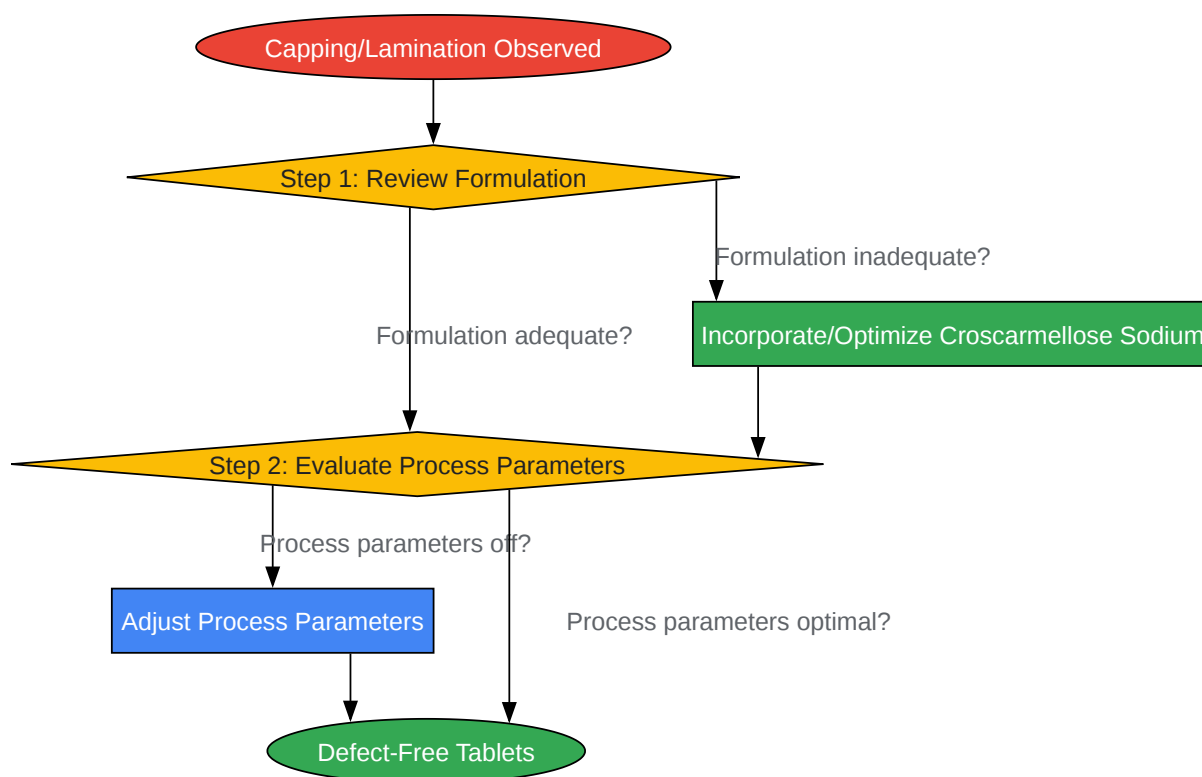 Capping/Lamination Observed
Step 1: Review Formulation
Formulation inadequate?
Formulation adequate?
Incorporate/Optimize Croscarmellose Sodium
Step 2: Evaluate Process Parameters
Process parameters off?
Adjust Process Parameters
Process parameters optimal?
Defect-Free Tablets